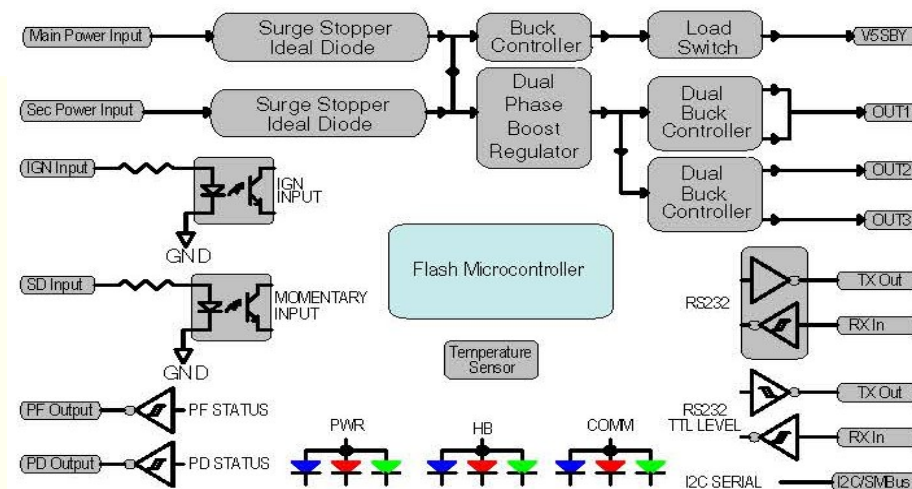 Main Power Input
Surge Stopper
Ideal Diode
Buck
Controller
Load
Switch
V5SBY
Sec Power Input
Surge Stopper
Ideal Diode
Dual
Phase
Boost
Regulator
Dual
Buck
Controller
OUT1
Dual
Buck
Controller
OUT2
OUT3
IGN Input
IGN
INPUT
GND
Flash Microcontroller
SD Input
MOMENTARY
INPUT
GND
RS232
TX Out
RX In
Temperature
Sensor
PF Output
PF STATUS
PD Output
PD STATUS
PWR
HB
COMM
RS232
TTL LEVEL
TX Out
RX In
I2C SERIAL
I2C/SMBus